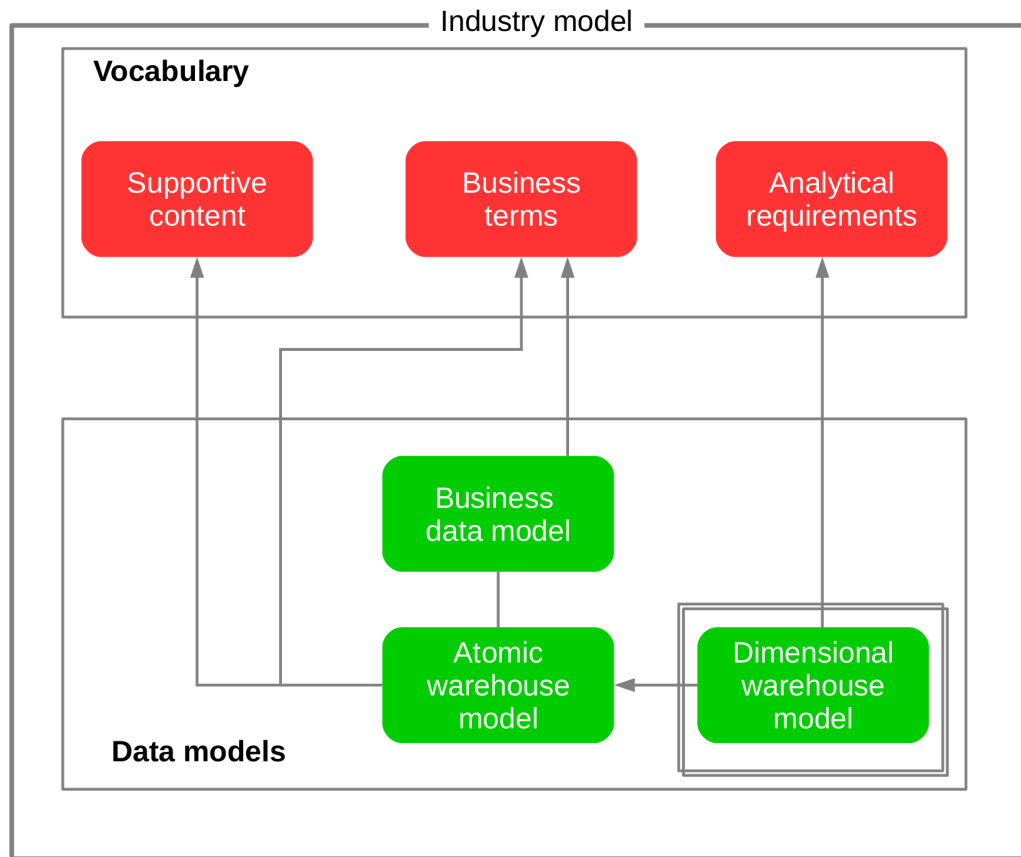 Industry model
Vocabulary
Supportive
content
Business
terms
Analytical
requirements
Business
data model
Atomic
warehouse
model
Dimensional
warehouse
model
Data models